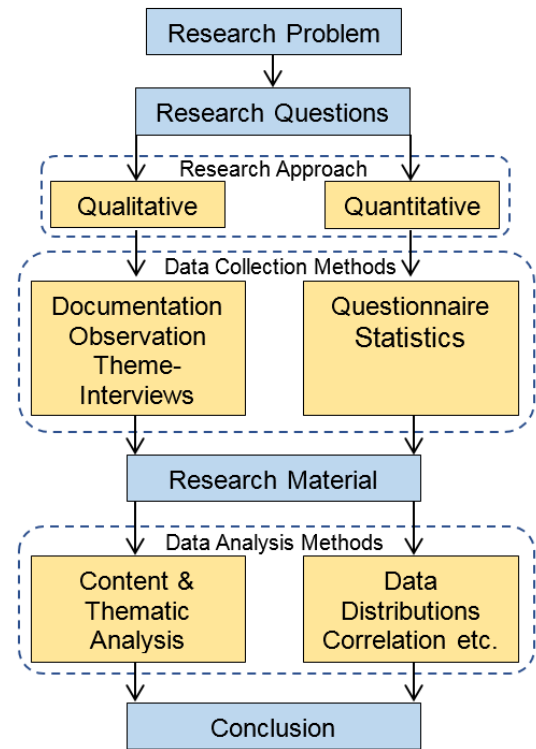 Research Problem
Research Questions
Research Approach
Qualitative
Quantitative
Data Collection Methods
Documentation
Observation
Theme-
Interviews
Questionnaire
Statistics
Research Material
Data Analysis Methods
Content &
Thematic
Analysis
Data
Distributions
Correlation etc.
Conclusion